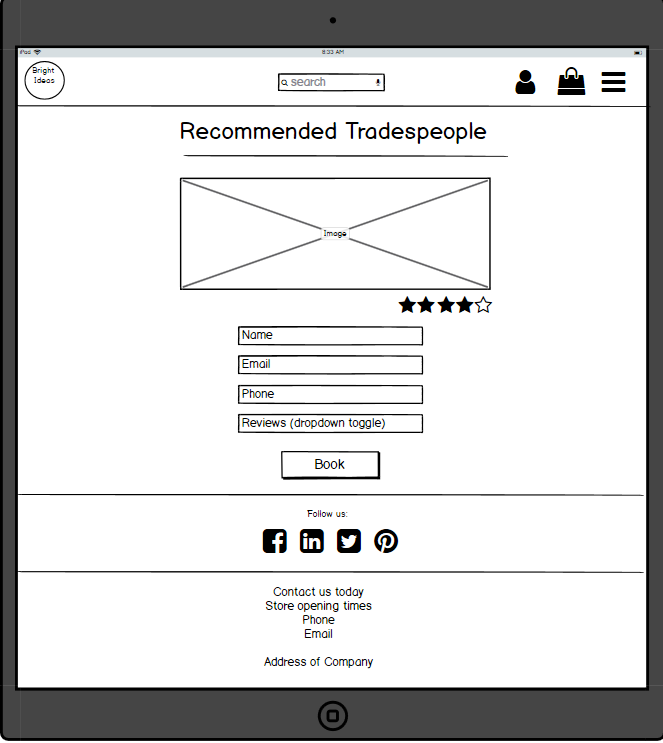 iPad
8:33 AM
Bright
Ideas
search
Recommended Tradespeople
Image
Name
Email
Phone
Reviews (dropdown toggle)
Book
Follow us:
Contact us today
Store opening times
Phone
Email
Address of Company